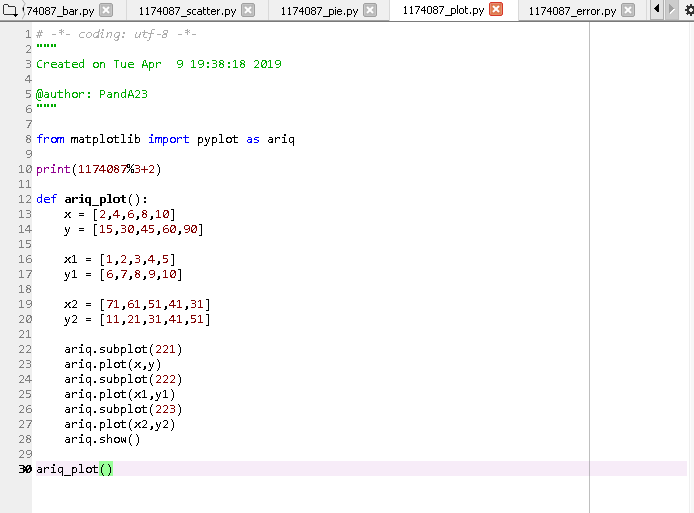 74087_bar.py 1174087_scatter.py 1174087_pie.py 1174087_plot.py 1174087_error.py
1 # -*- coding: utf-8 -*-
2 """
3 Created on Tue Apr  9 19:38:18 2019
4
5 @author: PandA23
6 """
7
8 from matplotlib import pyplot as ariq
9
10 print(1174087%3+2)
11
12 def ariq_plot():
13     x = [2,4,6,8,10]
14     y = [15,30,45,60,90]
15
16     x1 = [1,2,3,4,5]
17     y1 = [6,7,8,9,10]
18
19     x2 = [71,61,51,41,31]
20     y2 = [11,21,31,41,51]
21
22     ariq.subplot(221)
23     ariq.plot(x,y)
24     ariq.subplot(222)
25     ariq.plot(x1,y1)
26     ariq.subplot(223)
27     ariq.plot(x2,y2)
28     ariq.show()
29
30 ariq_plot()